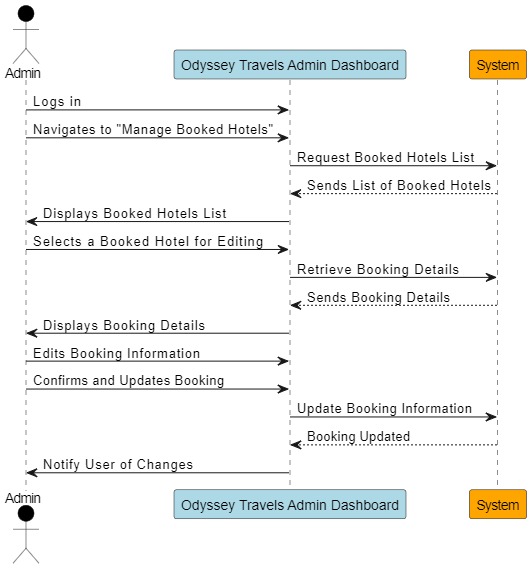 Admin
Odyssey Travels Admin Dashboard
System
Logs in
Navigates to "Manage Booked Hotels"
Request Booked Hotels List
Sends List of Booked Hotels
Displays Booked Hotels List
Selects a Booked Hotel for Editing
Retrieve Booking Details
Sends Booking Details
Displays Booking Details
Edits Booking Information
Confirms and Updates Booking
Update Booking Information
Booking Updated
Notify User of Changes
Admin
Odyssey Travels Admin Dashboard
System